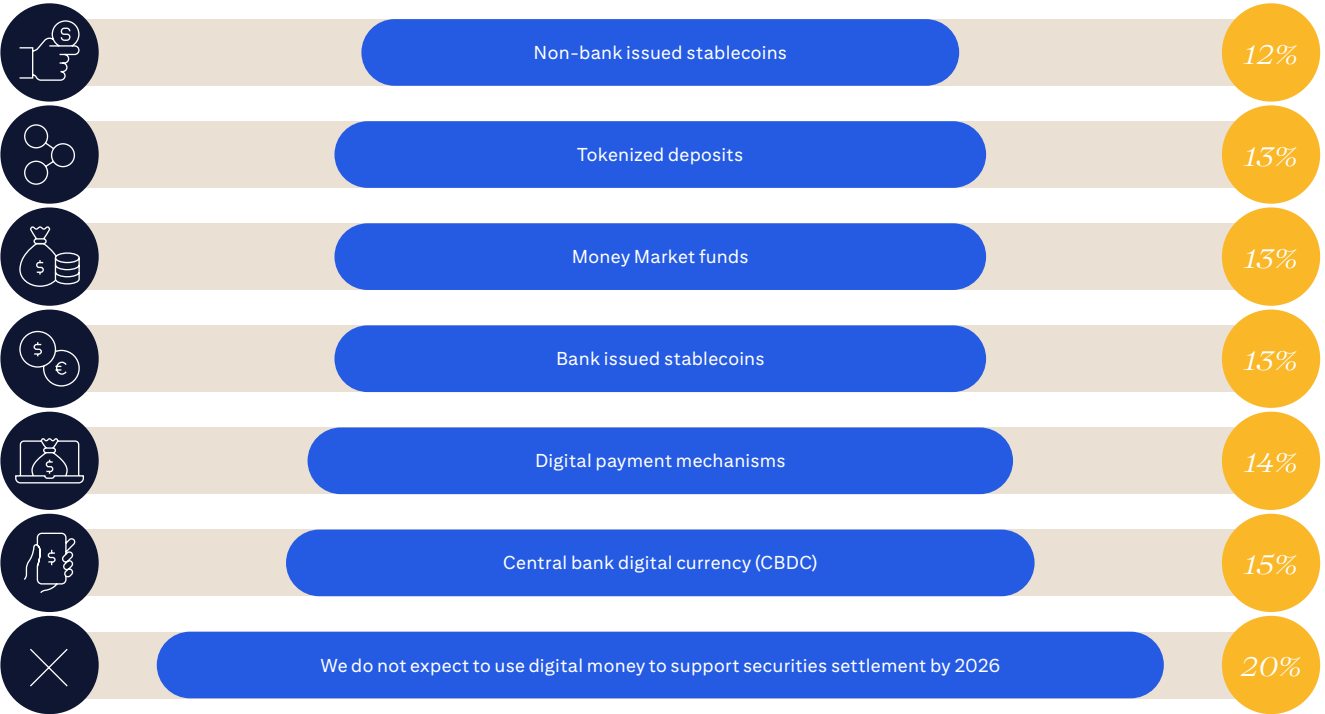 Non-bank issued stablecoins 12%
Tokenized deposits 13%
Money Market funds 13%
Bank issued stablecoins 13%
Digital payment mechanisms 14%
Central bank digital currency (CBDC) 15%
We do not expect to use digital money to support securities settlement by 2026 20%